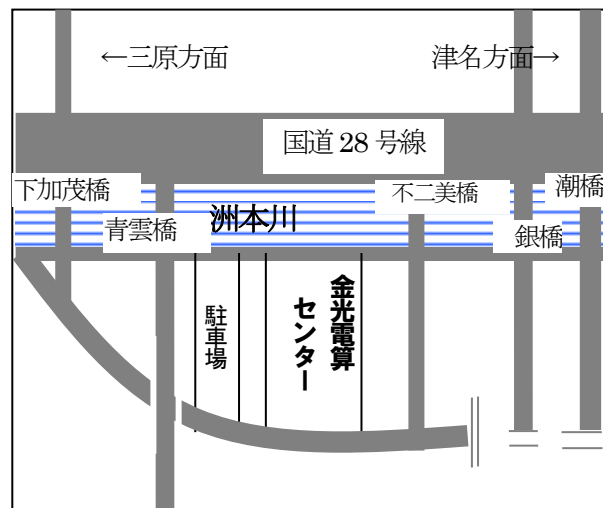 ←三原方面
津名方面→
国道28号線
下加茂橋
不二美橋
潮橋
青雲橋
洲本川
銀橋
駐車場
金光電算
センター